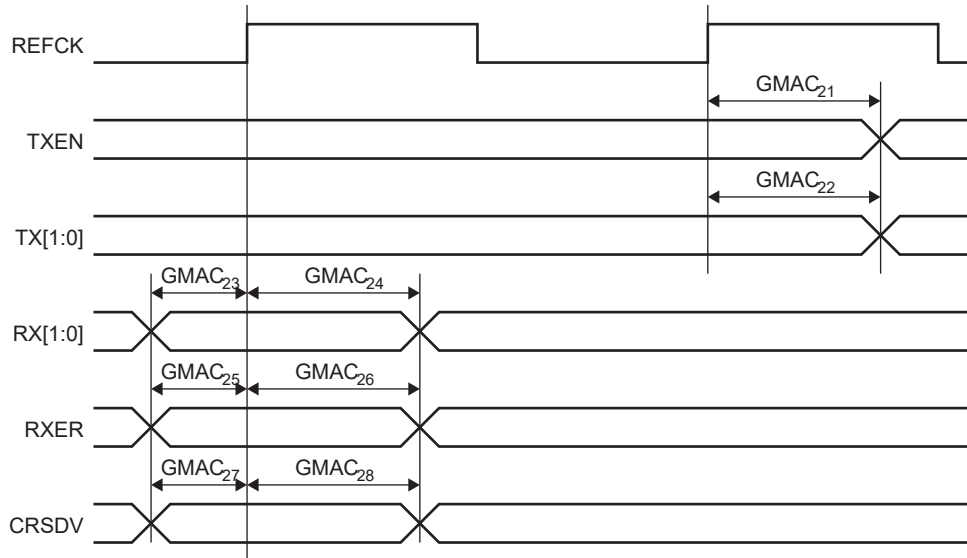 REFCK
GMAC21
TXEN
GMAC22
TX[1:0]
GMAC23 GMAC24
RX[1:0]
GMAC25 GMAC26
RXER
GMAC27 GMAC28
CRSDV